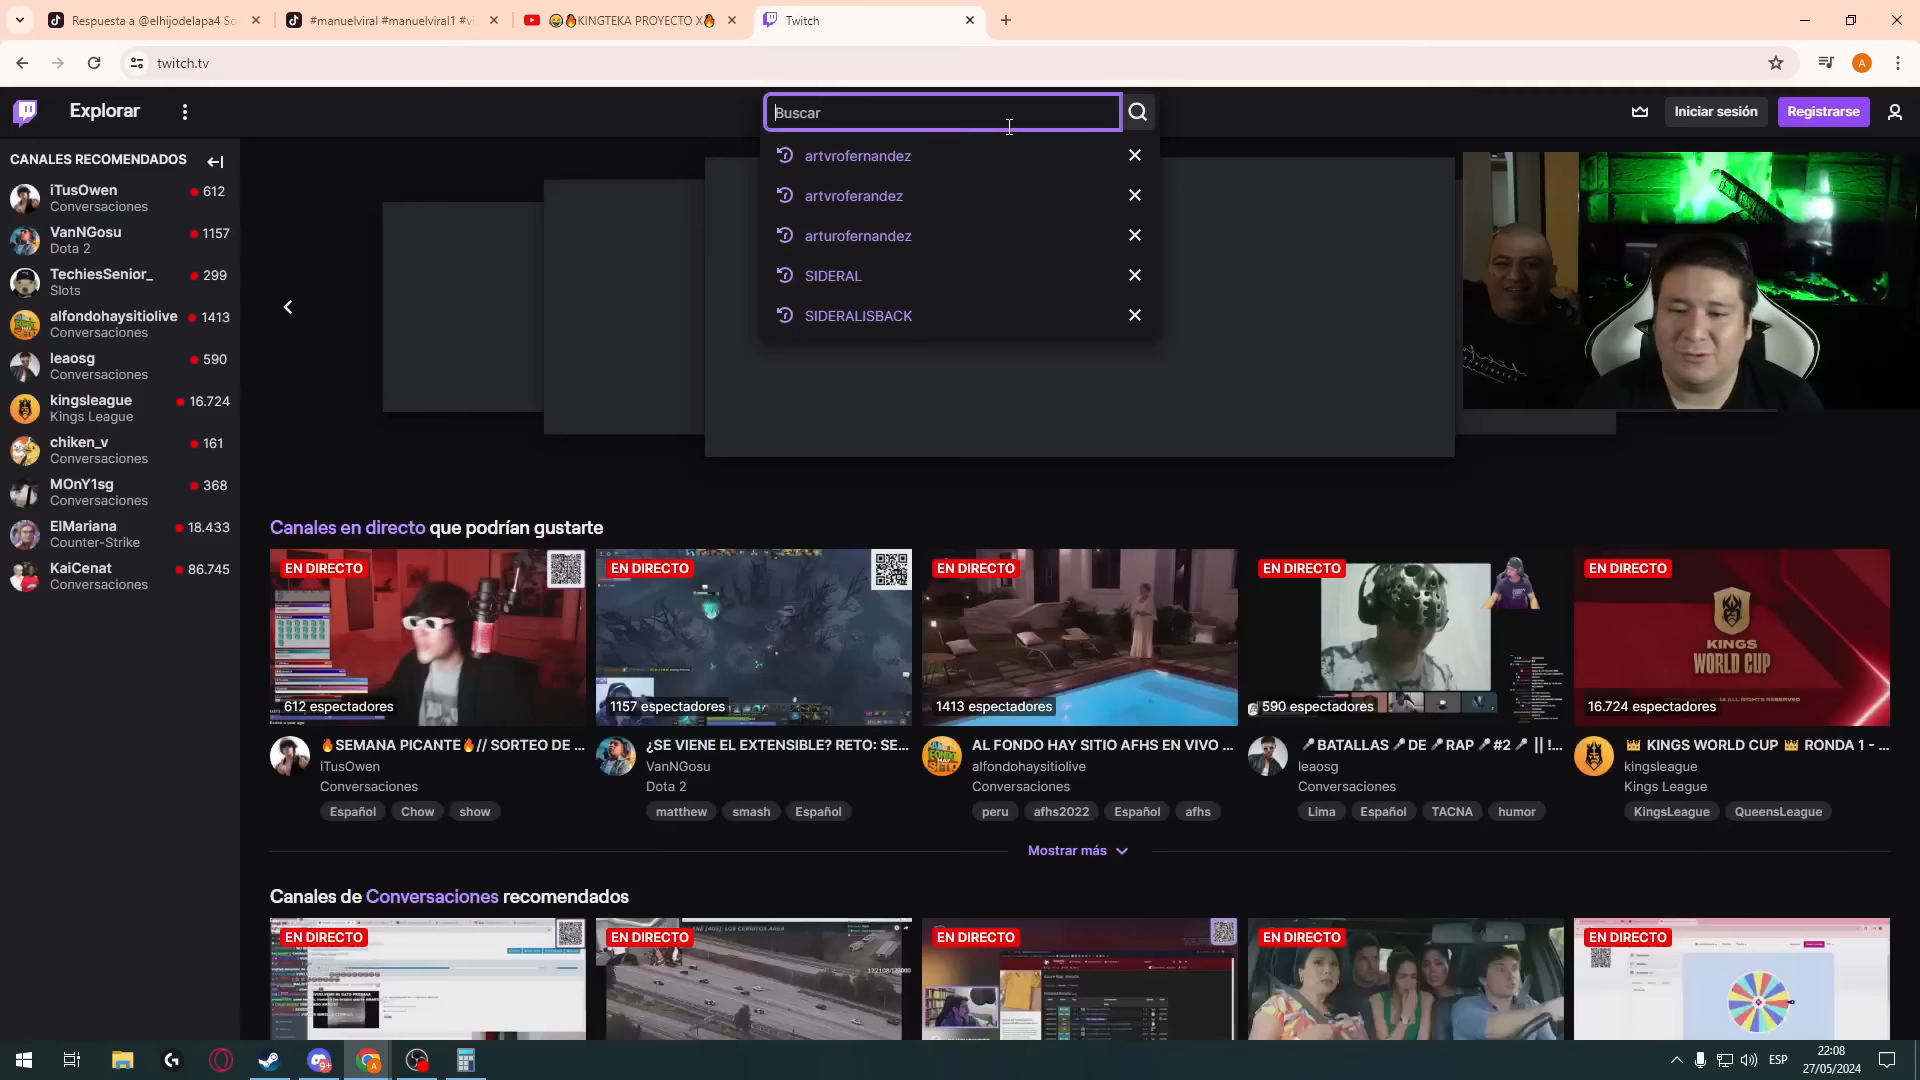 Respuesta a @elhijodelapa4 So
#manuelviral #manuelviral1 #vi
😂🔥KINGTEKA PROYECTO X🔥
Twitch
twitch.tv
A
Explorar
Buscar
Iniciar sesión
Registrarse
artvrofernandez
artvroferandez
arturofernandez
SIDERAL
SIDERALISBACK
CANALES RECOMENDADOS
iTusOwen
612
Conversaciones
VanNGosu
1157
Dota 2
TechiesSenior_
299
Slots
alfondohaysitiolive
1413
Conversaciones
leaosg
590
Conversaciones
kingsleague
16.724
Kings League
chiken_v
161
Conversaciones
MOnY1sg
368
Conversaciones
ElMariana
18.433
Counter-Strike
KaiCenat
86.745
Conversaciones
Canales en directo que podrían gustarte
EN DIRECTO
612 espectadores
🔥SEMANA PICANTE🔥// SORTEO DE ...
iTusOwen
Conversaciones
Español Chow show
EN DIRECTO
1157 espectadores
¿SE VIENE EL EXTENSIBLE? RETO: SE...
VanNGosu
Dota 2
matthew smash Español
EN DIRECTO
1413 espectadores
AL FONDO HAY SITIO AFHS EN VIVO ...
alfondohaysitiolive
Conversaciones
peru afhs2022 Español afhs
EN DIRECTO
590 espectadores
🎤BATALLAS🎤DE🎤RAP🎤#2🎤 || !...
leaosg
Conversaciones
Lima Español TACNA humor
EN DIRECTO
KINGS
WORLD CUP
16.724 espectadores
👑 KINGS WORLD CUP 👑 RONDA 1 - ...
kingsleague
Kings League
KingsLeague QueensLeague
Mostrar más
Canales de Conversaciones recomendados
EN DIRECTO
EN DIRECTO
EN DIRECTO
EN DIRECTO
EN DIRECTO
9+
A
ESP
22:08
27/05/2024